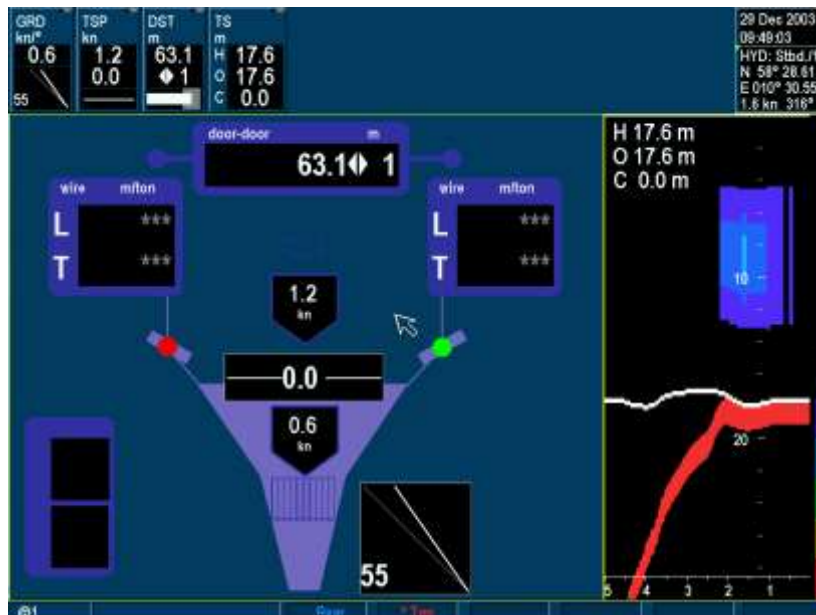 GRD TSP DST TS
kn/° kn m m
0.6 1.2 63.1 H 17.6
0.0 1 O 17.6
55 C 0.0
29 Dec 2003
09:49:03
HYD: Stbd./
N 58° 28.61
E 010° 30.55
1.6 kn 316°
door-door m
63.1 1
wire m/ton
L ***
T ***
wire m/ton
L ***
T ***
1.2
kn
0.0
0.6
kn
55
H 17.6 m
O 17.6 m
C 0.0 m
10
20
5 4 3 2 1
@1